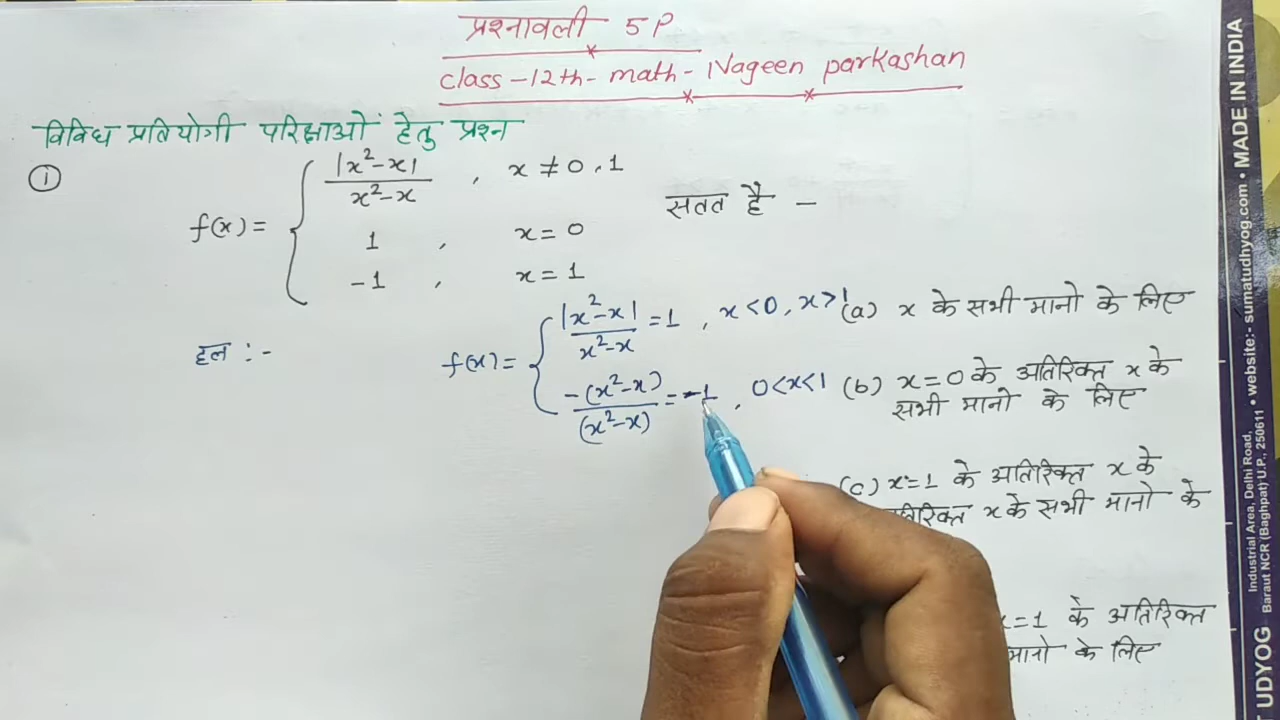 प्रश्नावली 5P
class-12th-math-Nageen parkashan
विविध प्रतियोगी परिक्षाओं हेतु प्रश्न
① f(x) = { |x²-x| / x²-x , x ≠ 0, 1
1 , x = 0
-1 , x = 1
सतत है -
हल :-
f(x) = { |x²-x| / x²-x = 1 , x<0, x>1
-(x²-x) / (x²-x) = -1 , 0<x<1
(a) x के सभी मानो के लिए
(b) x=0 के अतिरिक्त x के
सभी मानो के लिए
(c) x=1 के अतिरिक्त x के
x के सभी मानो के
x=1 के अतिरिक्त
मानो के लिए
UDYOG Industrial Area, Delhi Road,
Baraut NCR (Baghpat) U.P., 250611 • website:- sumatudhyog.com • MADE IN INDIA